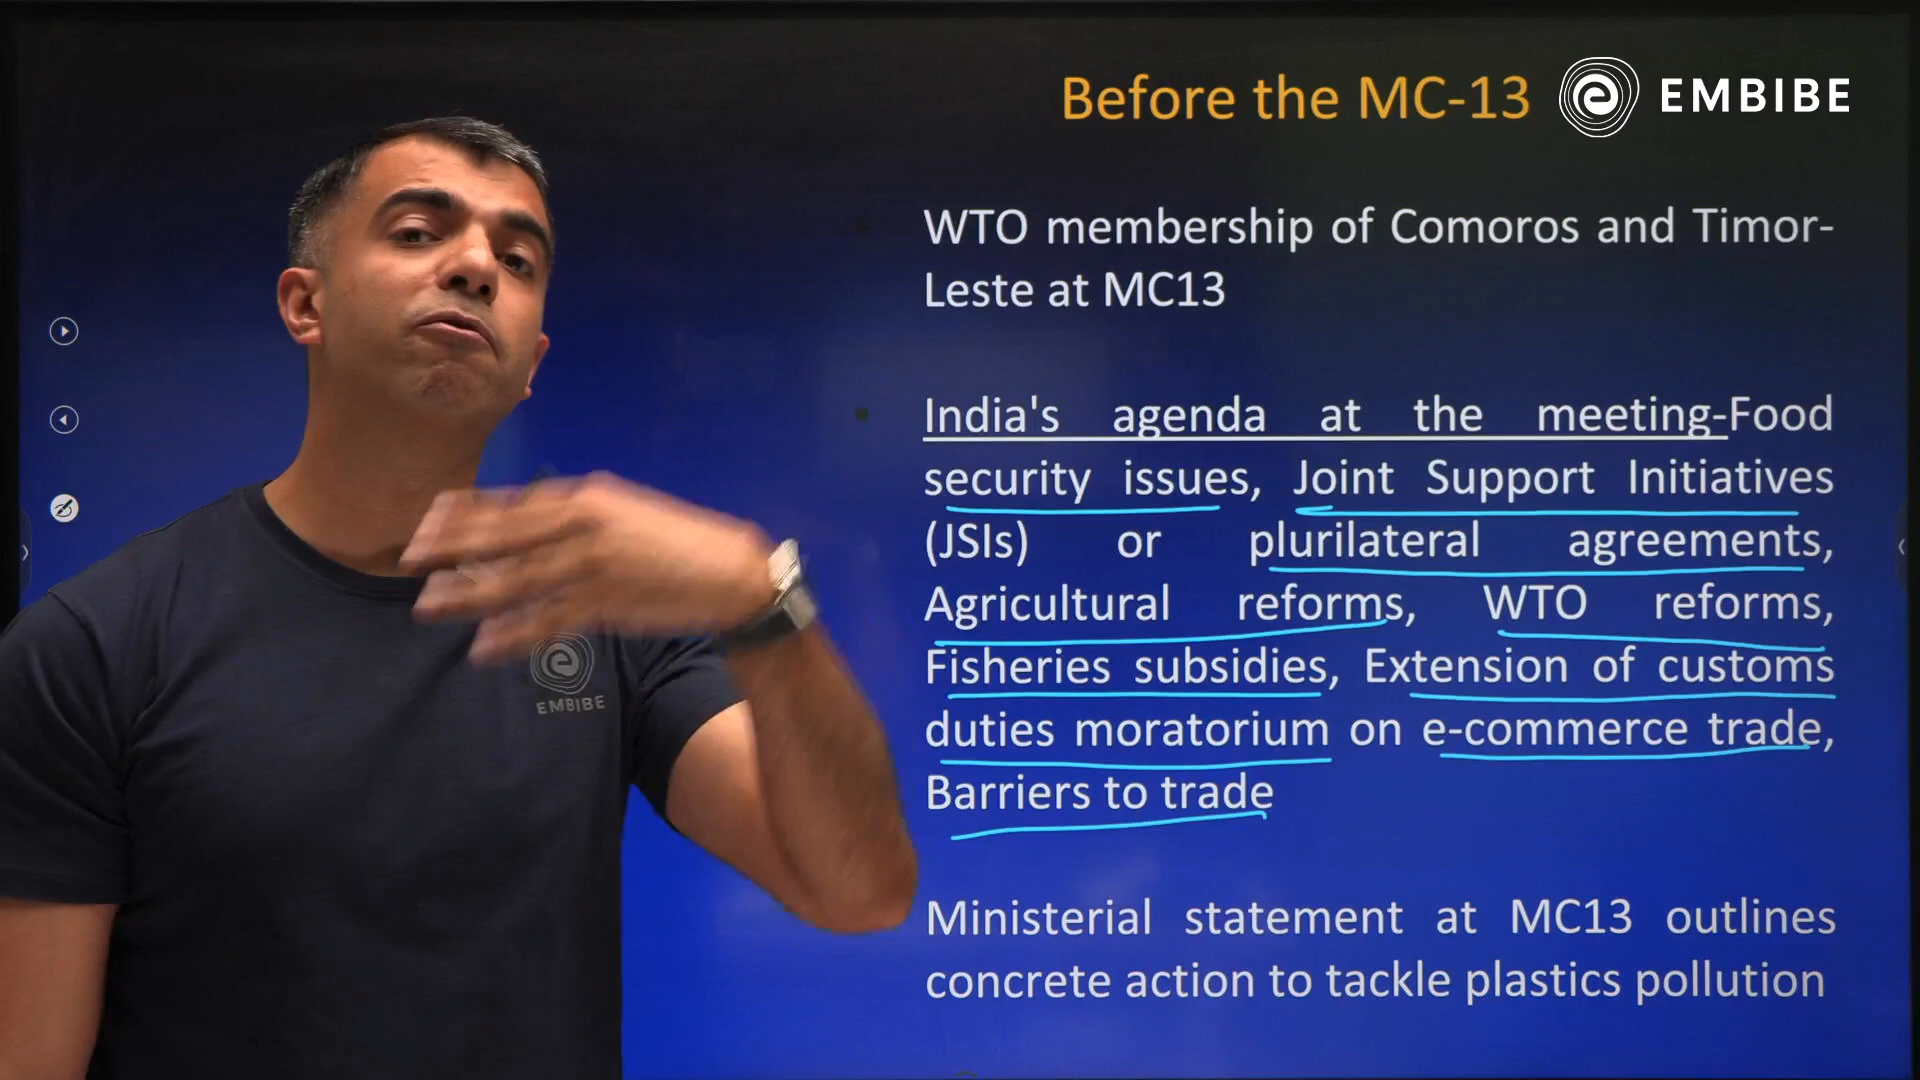 Before the MC-13
EMBIBE
WTO membership of Comoros and Timor-
Leste at MC13
India's agenda at the meeting-Food
security issues, Joint Support Initiatives
(JSIs) or plurilateral agreements,
Agricultural reforms, WTO reforms,
Fisheries subsidies, Extension of customs
duties moratorium on e-commerce trade,
Barriers to trade
Ministerial statement at MC13 outlines
concrete action to tackle plastics pollution
EMBIBE